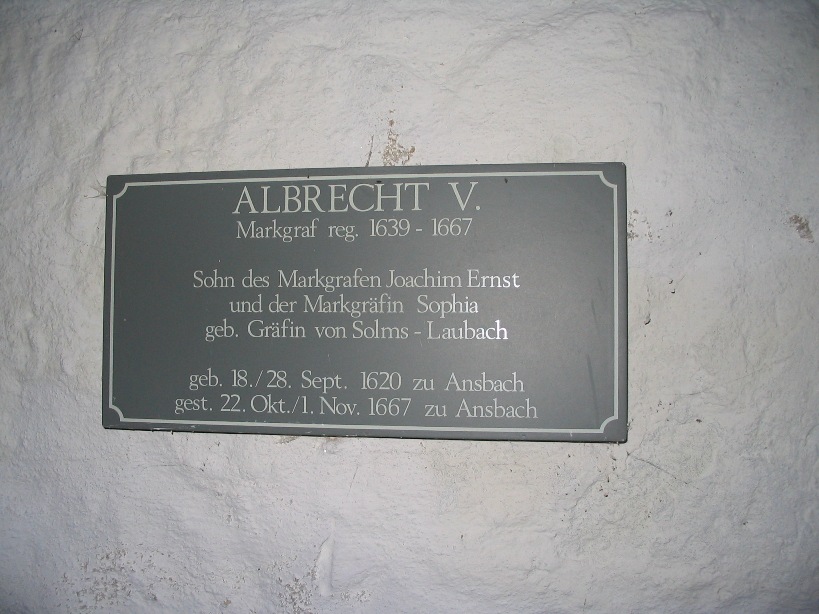 ALBRECHT V.
Markgraf reg. 1639 - 1667
Sohn des Markgrafen Joachim Ernst
und der Markgräfin Sophia
geb. Gräfin von Solms - Laubach
geb. 18./28. Sept. 1620 zu Ansbach
gest. 22. Okt./1. Nov. 1667 zu Ansbach